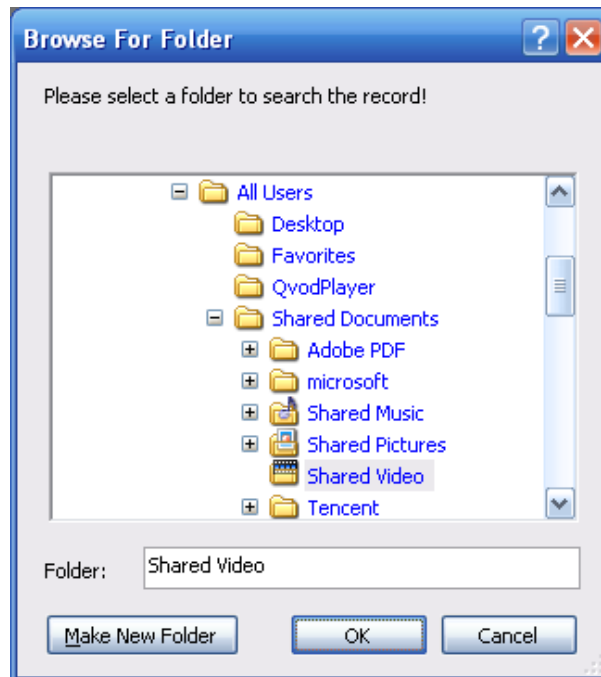 Browse For Folder
Please select a folder to search the record!
All Users
Desktop
Favorites
QvodPlayer
Shared Documents
Adobe PDF
microsoft
Shared Music
Shared Pictures
Shared Video
Tencent
Folder: Shared Video
Make New Folder OK Cancel